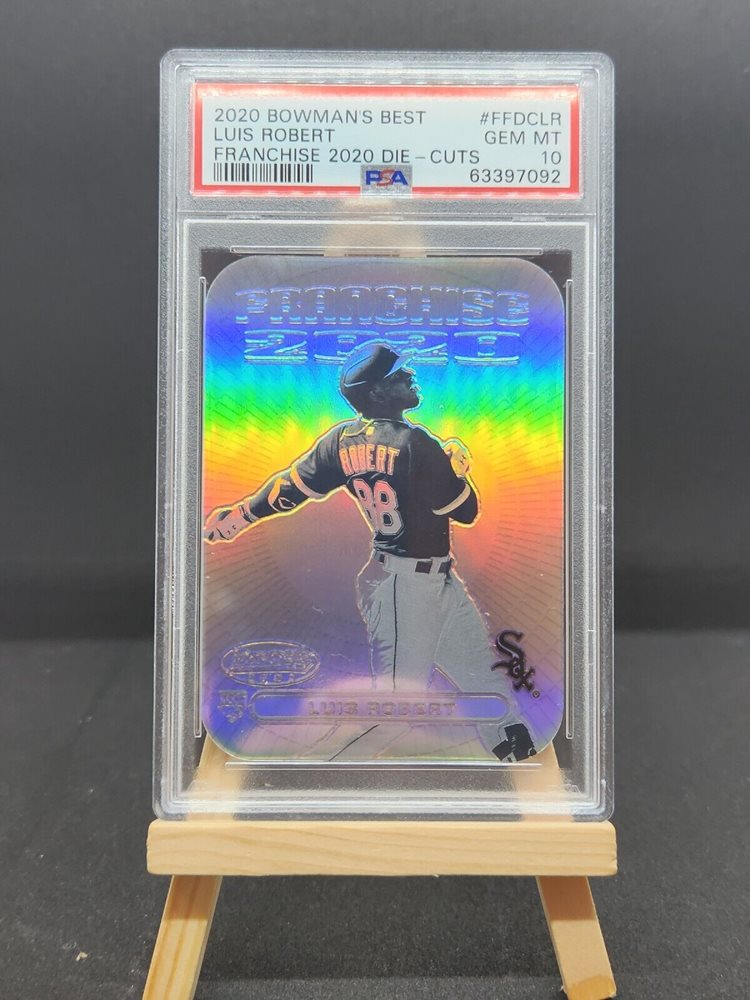 2020 BOWMAN'S BEST #FFDCLR
LUIS ROBERT GEM MT
FRANCHISE 2020 DIE-CUTS 10
PSA 63397092
FRANCHISE
2020
ROBERT
88
Sox
RC
LUIS ROBERT